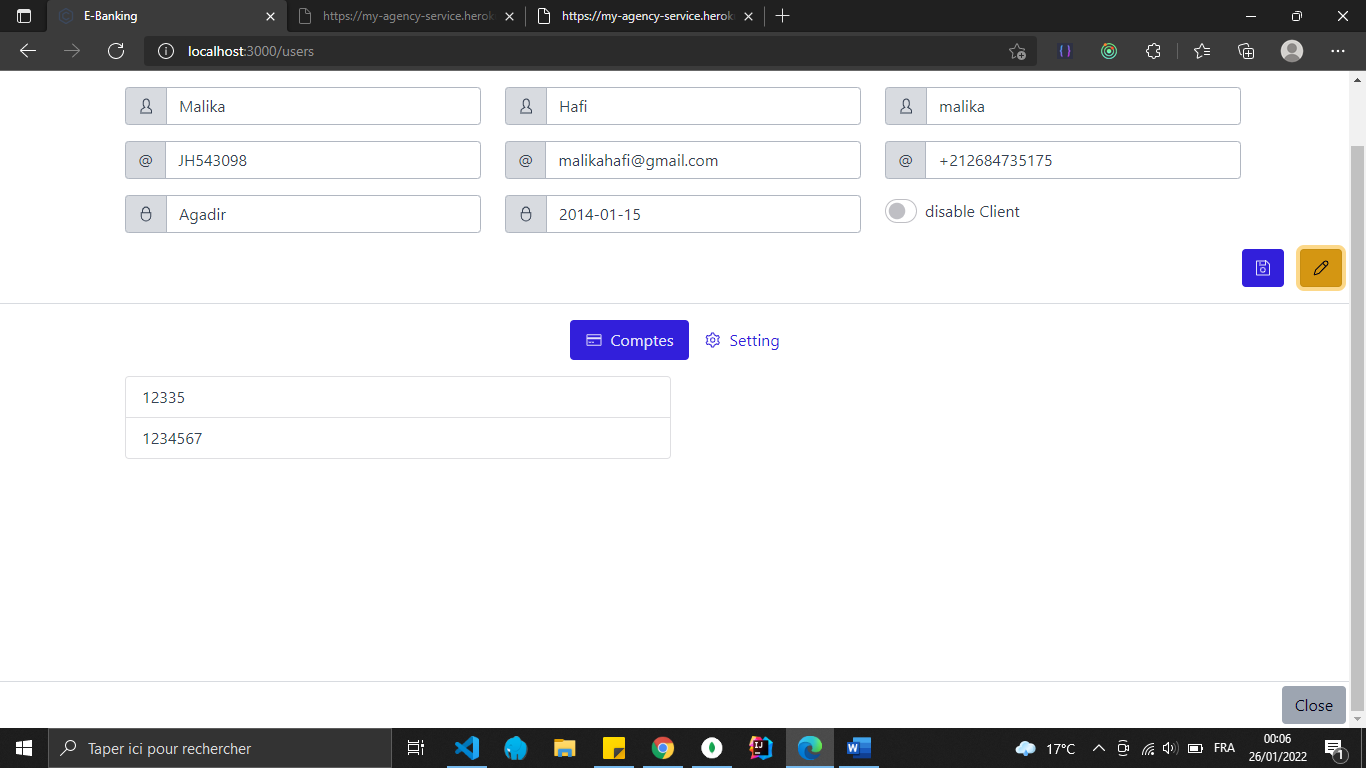 E-Banking
https://my-agency-service.herok
https://my-agency-service.herok
localhost:3000/users
Malika
Hafi
malika
@ JH543098
@ malikahafi@gmail.com
@ +212684735175
Agadir
2014-01-15
disable Client
Comptes
Setting
12335
1234567
Close
Taper ici pour rechercher
17°C
FRA
00:06
26/01/2022
1